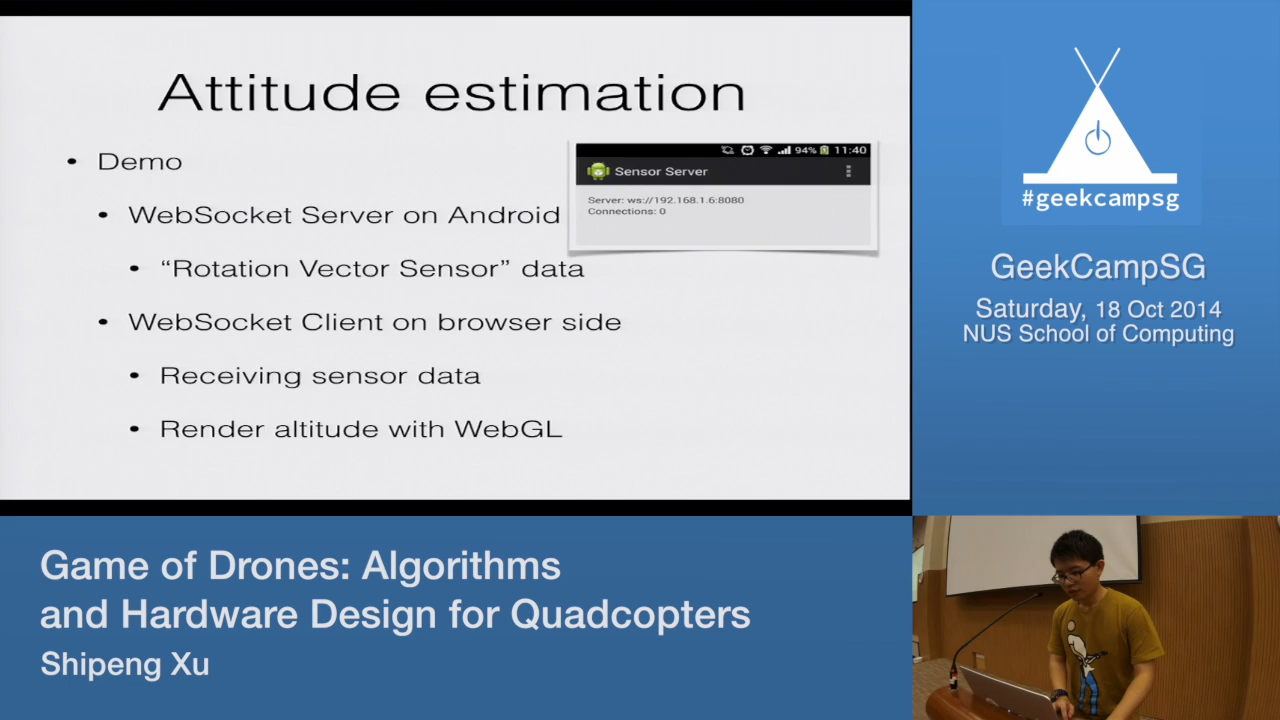 Attitude estimation
• Demo
• WebSocket Server on Android
• “Rotation Vector Sensor” data
• WebSocket Client on browser side
• Receiving sensor data
• Render altitude with WebGL
94% 11:40
Sensor Server
Server: ws://192.168.1.6:8080
Connections: 0
#geekcampsg
GeekCampSG
Saturday, 18 Oct 2014
NUS School of Computing
Game of Drones: Algorithms
and Hardware Design for Quadcopters
Shipeng Xu